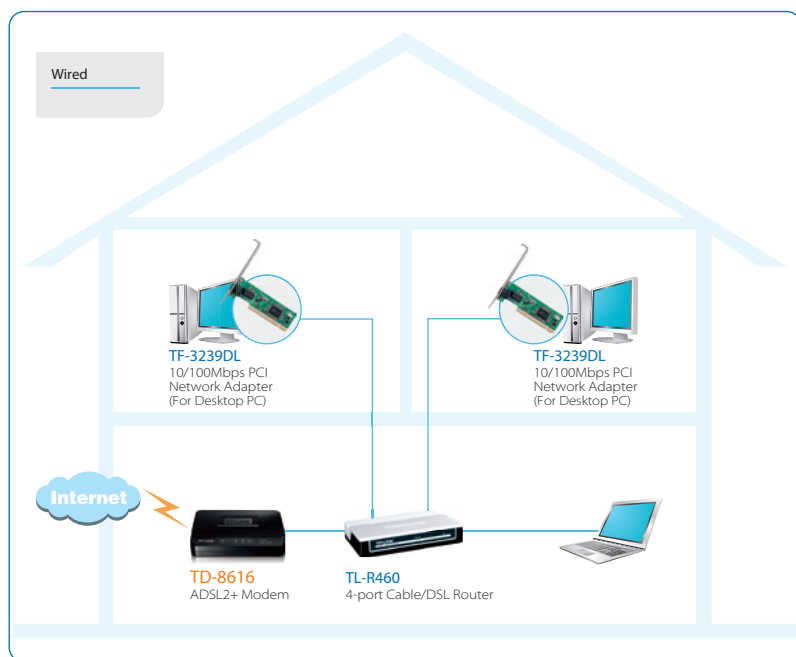 Wired
TF-3239DL
10/100Mbps PCI
Network Adapter
(For Desktop PC)
TF-3239DL
10/100Mbps PCI
Network Adapter
(For Desktop PC)
Internet
TD-8616
ADSL2+ Modem
TL-R460
4-port Cable/DSL Router